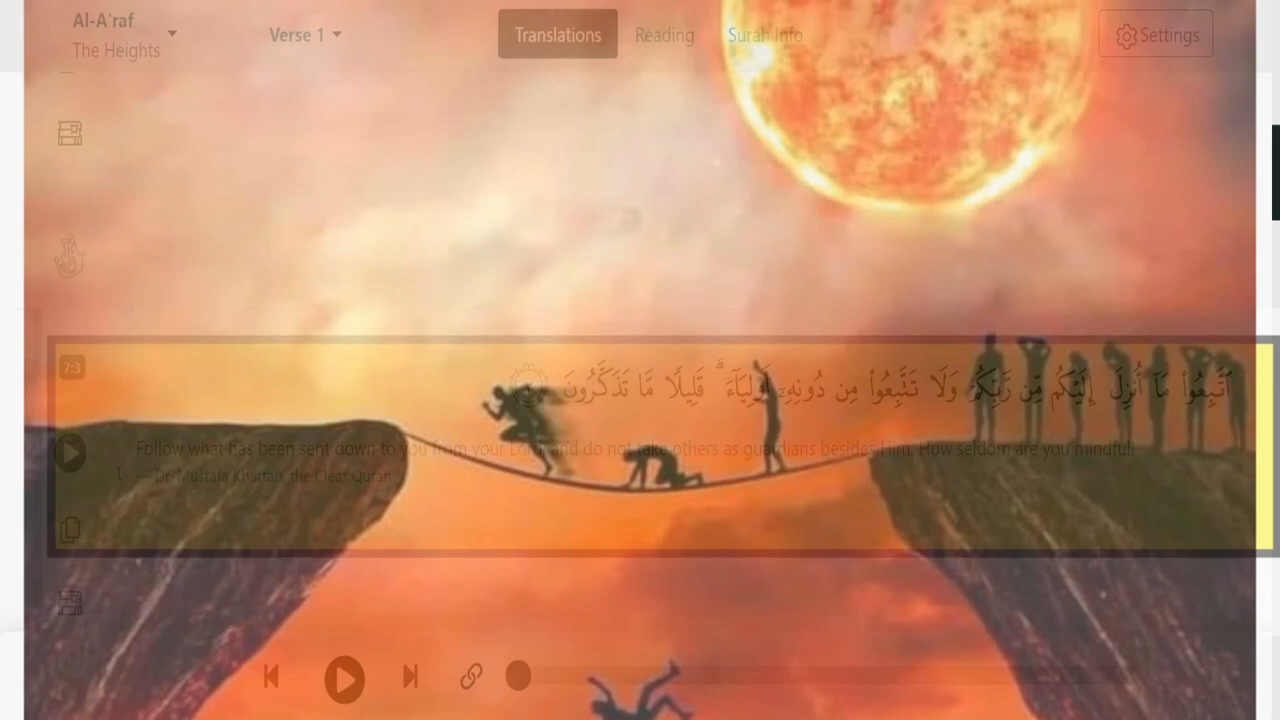 Al-A'raf
The Heights
Verse 1
Translations
Reading
Surah Info
Settings
7:3
ٱتَّبِعُوا۟ مَآ أُنزِلَ إِلَيْكُم مِّن رَّبِّكُمْ وَلَا تَتَّبِعُوا۟ مِن دُونِهِۦٓ أَوْلِيَآءَ ۗ قَلِيلًا مَّا تَذَكَّرُونَ
Follow what has been sent down to you from your Lord and do not take others as guardians besides Him. How seldom are you mindful!
— Dr. Mustafa Khattab, the Clear Quran